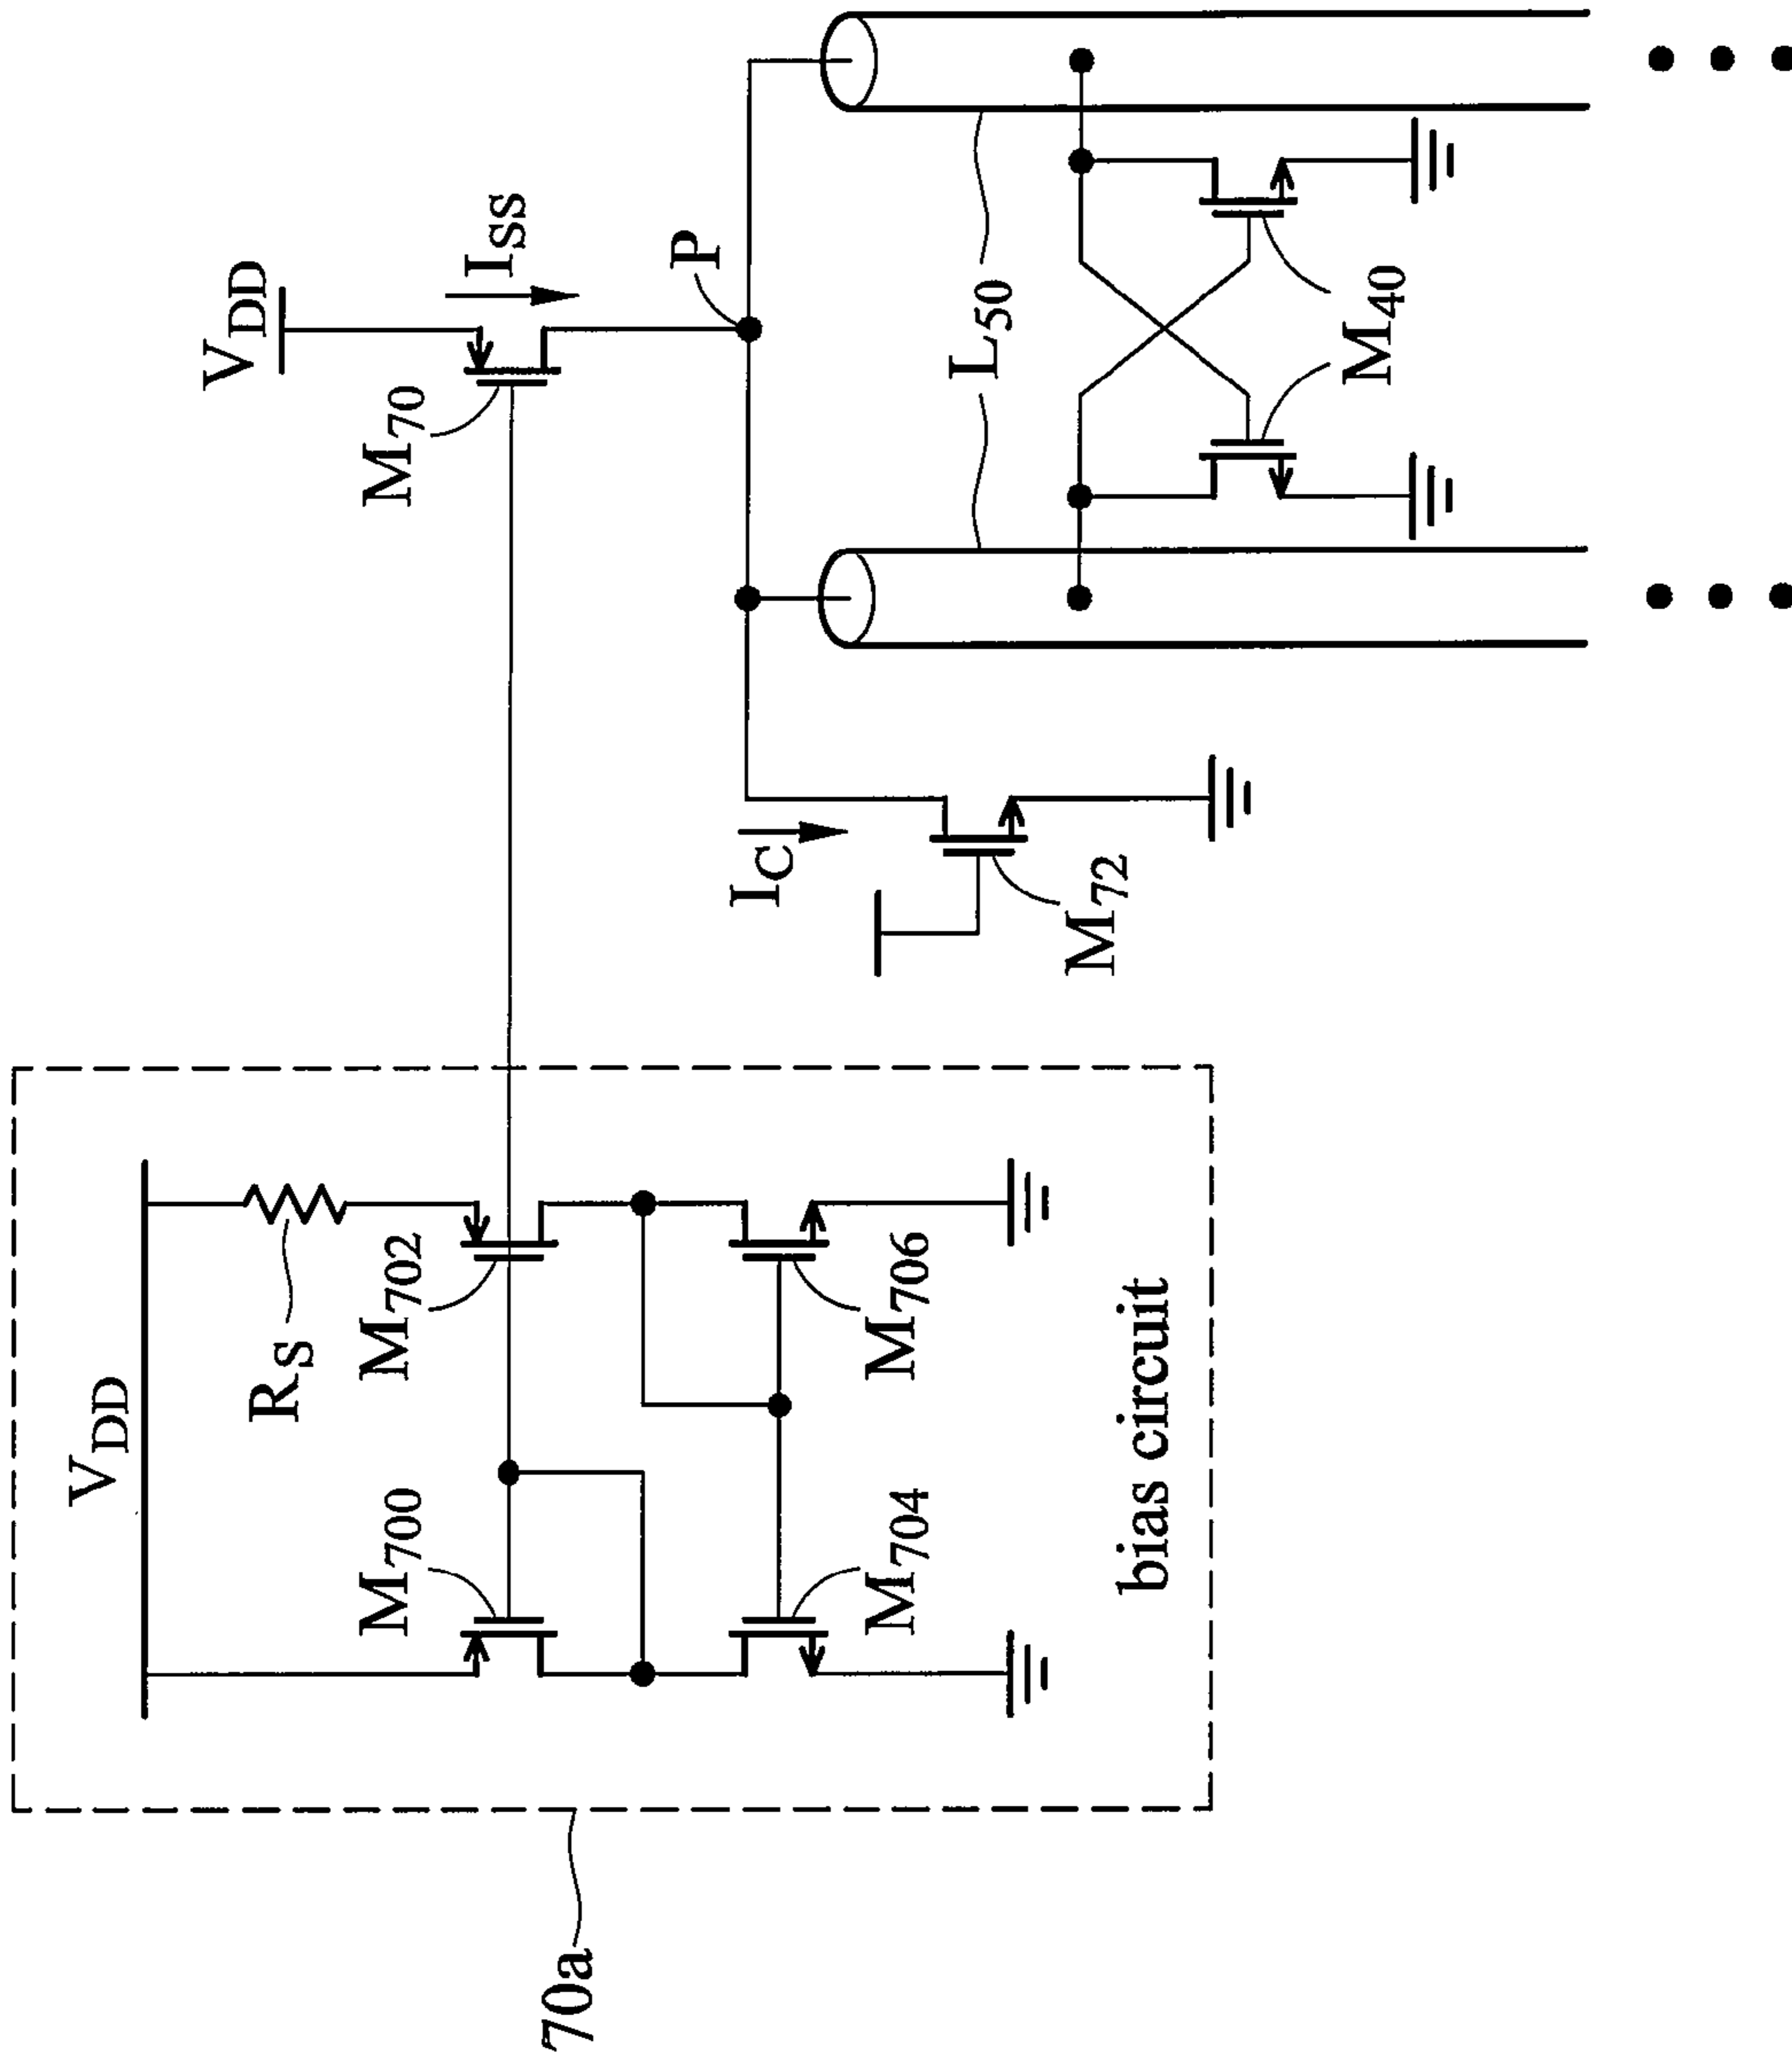 70a
V_DD
R_S
M_700
M_702
M_704
M_706
bias circuit
V_DD
M_70
I_SS
P
I_C
M_72
L_50
M_40